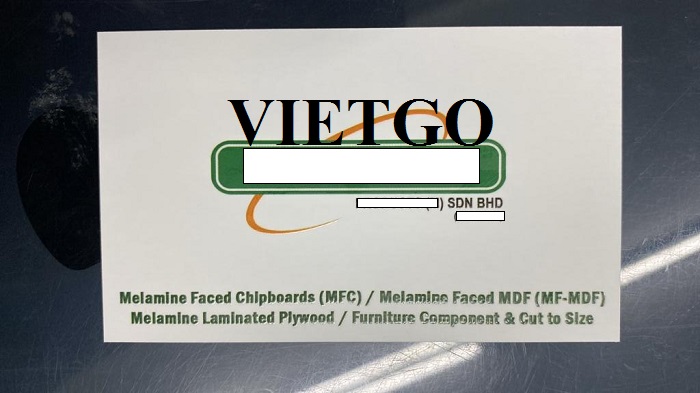 VIETGO
) SDN BHD
Melamine Faced Chipboards (MFC) / Melamine Faced MDF (MF-MDF)
Melamine Laminated Plywood / Furniture Component & Cut to Size